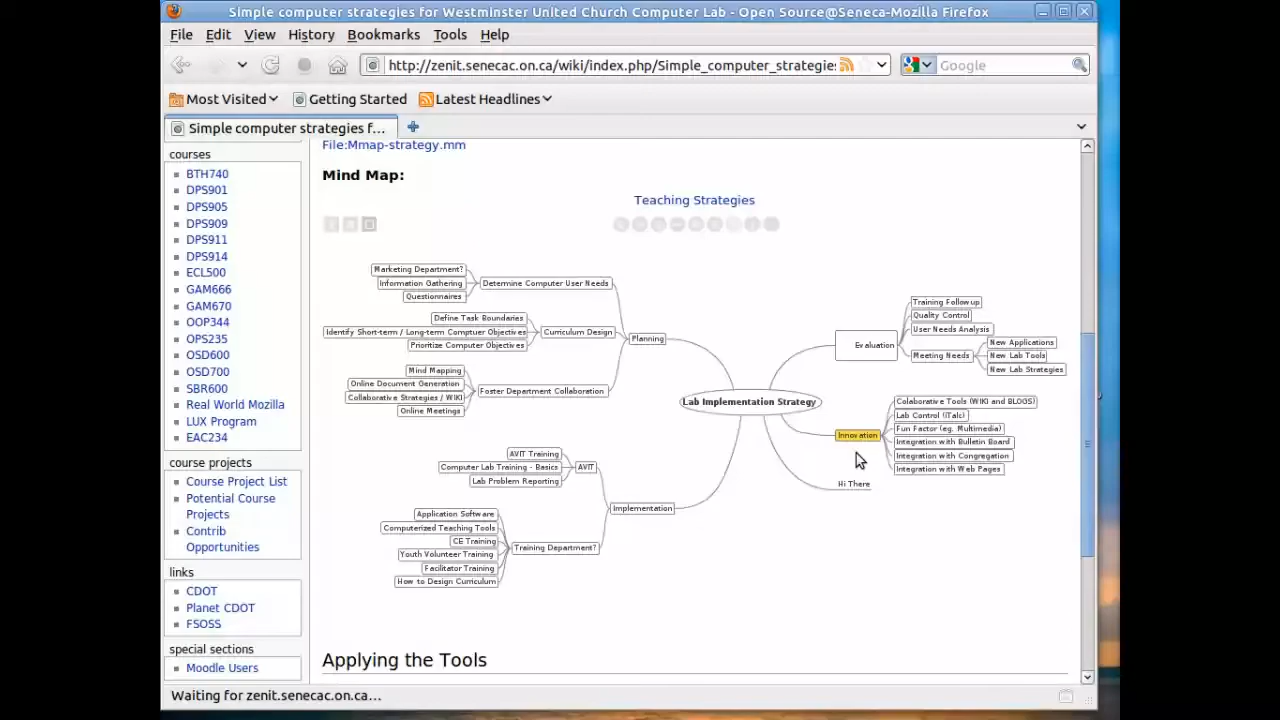 Simple computer strategies for Westminster United Church Computer Lab - Open Source@Seneca-Mozilla Firefox
File Edit View History Bookmarks Tools Help
http://zenit.senecac.on.ca/wiki/index.php/Simple_computer_strategie:
Google
Most Visited Getting Started Latest Headlines
Simple computer strategies f...
courses
BTH740
DPS901
DPS905
DPS909
DPS911
DPS914
ECL500
GAM666
GAM670
OOP344
OPS235
OSD600
OSD700
SBR600
Real World Mozilla
LUX Program
EAC234
course projects
Course Project List
Potential Course
Projects
Contrib
Opportunities
links
CDOT
Planet CDOT
FSOSS
special sections
Moodle Users
File:Mmap-strategy.mm
Mind Map:
Teaching Strategies
Marketing Department?
Information Gathering
Questionnaires
Determine Computer User Needs
Define Task Boundaries
Identify Short-term / Long-term Comptuer Objectives
Prioritize Computer Objectives
Curriculum Design
Planning
Mind Mapping
Online Document Generation
Collaborative Strategies / WIKI
Online Meetings
Foster Department Collaboration
AVIT Training
Computer Lab Training - Basics
Lab Problem Reporting
AVIT
Implementation
Application Software
Computerized Teaching Tools
CE Training
Youth Volunteer Training
Facilitator Training
How to Design Curriculum
Training Department?
Lab Implementation Strategy
Evaluation
Training Follow up
Quality Control
User Needs Analysis
Meeting Needs
New Applications
New Lab Tools
New Lab Strategies
Innovation
Colaborative Tools (WIKI and BLOGS)
Lab Control (iTalc)
Fun Factor (eg. Multimedia)
Integration with Bulletin Board
Integration with Congregation
Integration with Web Pages
Hi There
Applying the Tools
Waiting for zenit.senecac.on.ca...